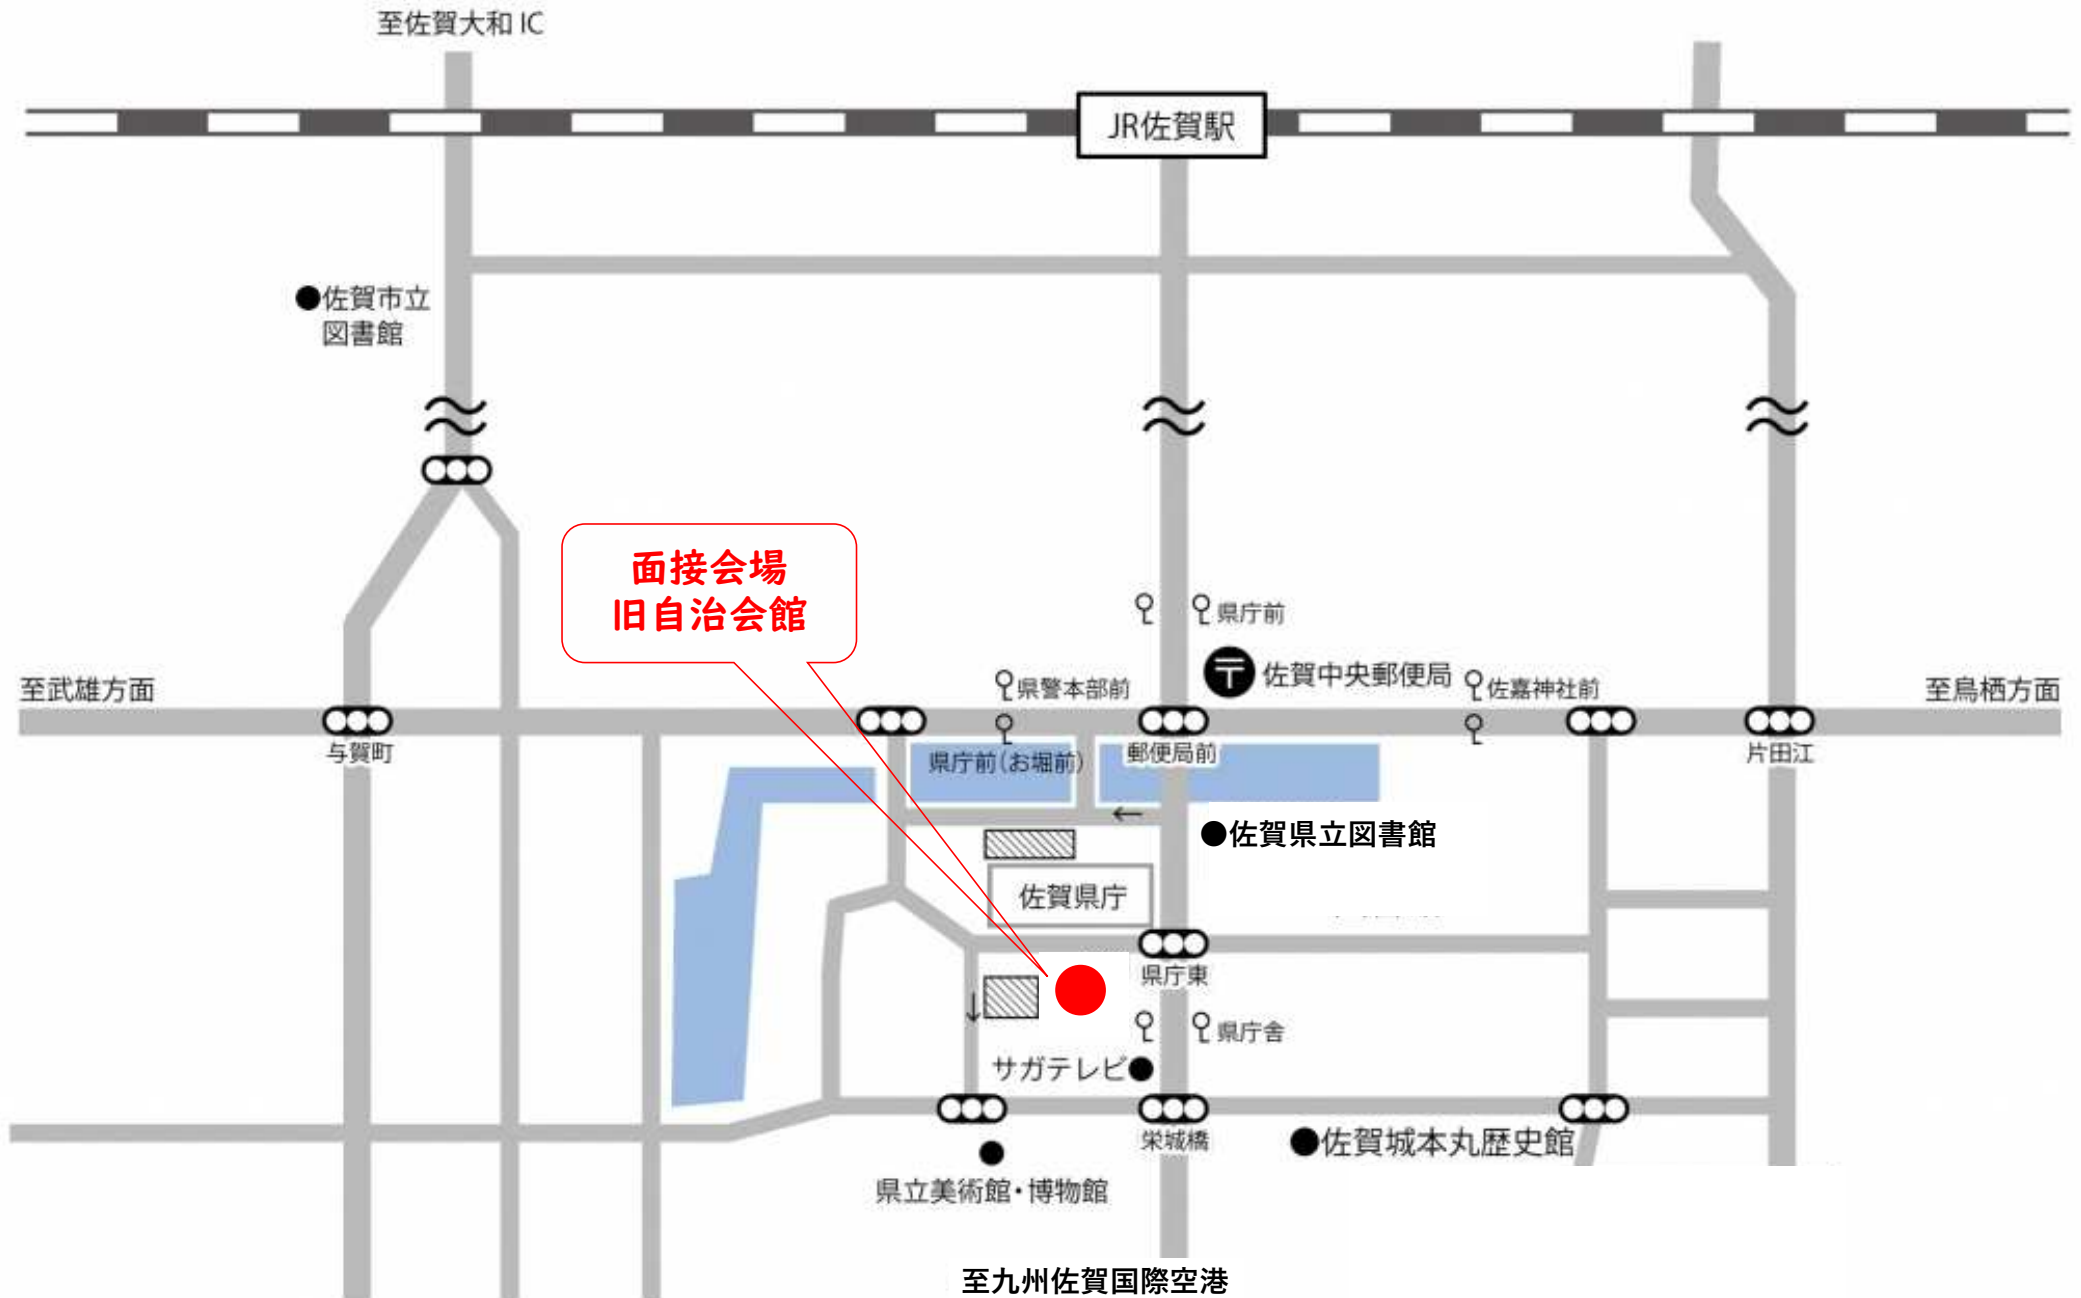 至佐賀大和 IC
JR佐賀駅
●佐賀市立
図書館
面接会場
旧自治会館
県庁前
〒
佐賀中央郵便局
県警本部前
佐嘉神社前
至武雄方面
至鳥栖方面
与賀町
県庁前(お堀前)
郵便局前
片田江
←
●佐賀県立図書館
佐賀県庁
県庁東
↓
県庁舎
サガテレビ●
栄城橋
●佐賀城本丸歴史館
県立美術館・博物館
至九州佐賀国際空港